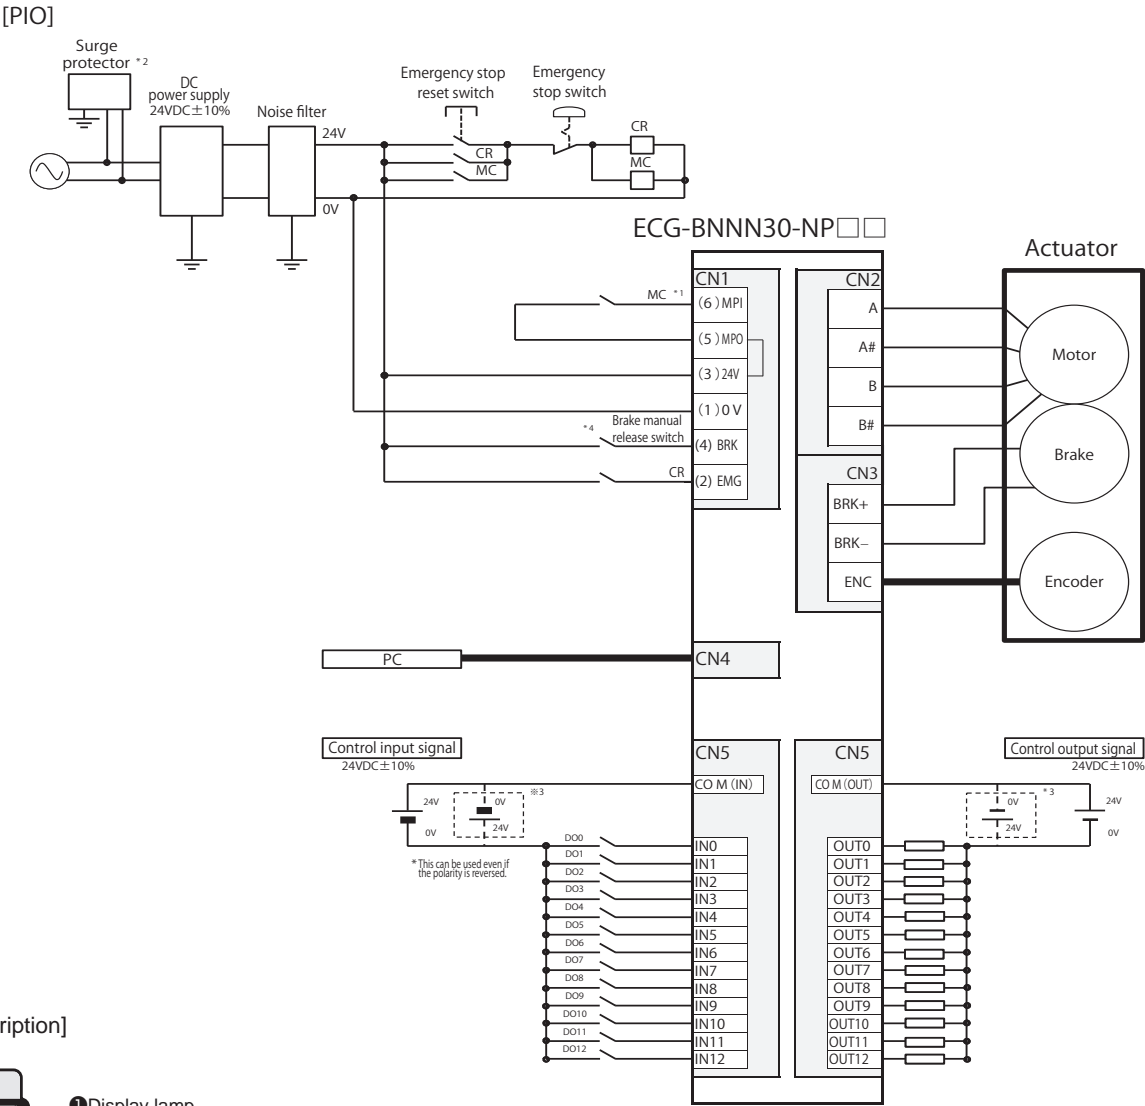 [PIO]
Surge
protector *2
DC
power supply
24VDC±10%
Noise filter
Emergency stop
reset switch
Emergency
stop switch
24V
0V
CR
MC
CR
MC
ECG-BNNN30-NP□□
Actuator
CN1
MC *1
(6)MPI
(5)MPO
(3)24V
(1)0V
*4
Brake manual
release switch
(4) BRK
CR
(2) EMG
CN2
A
A#
B
B#
CN3
BRK+
BRK−
ENC
Motor
Brake
Encoder
PC
CN4
Control input signal
24VDC±10%
CN5
COM(IN)
24V
0V
0V
24V
※3
*This can be used even if
the polarity is reversed.
DO0 IN0
DO1 IN1
DO2 IN2
DO3 IN3
DO4 IN4
DO5 IN5
DO6 IN6
DO7 IN7
DO8 IN8
DO9 IN9
DO10 IN10
DO11 IN11
DO12 IN12
CN5
Control output signal
24VDC±10%
COM(OUT)
*3
0V
24V
24V
0V
OUT0
OUT1
OUT2
OUT3
OUT4
OUT5
OUT6
OUT7
OUT8
OUT9
OUT10
OUT11
OUT12
ription]
❶Display lamp